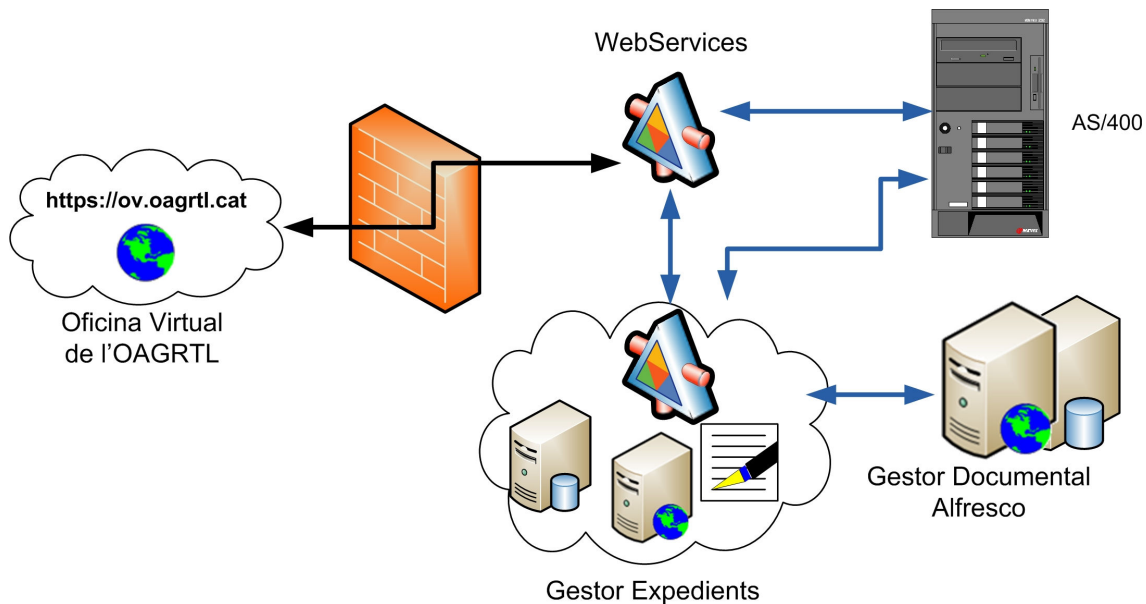 WebServices
AS/400
https://ov.oagrtl.cat
Oficina Virtual
de l'OAGRTL
Gestor Documental
Alfresco
Gestor Expedients